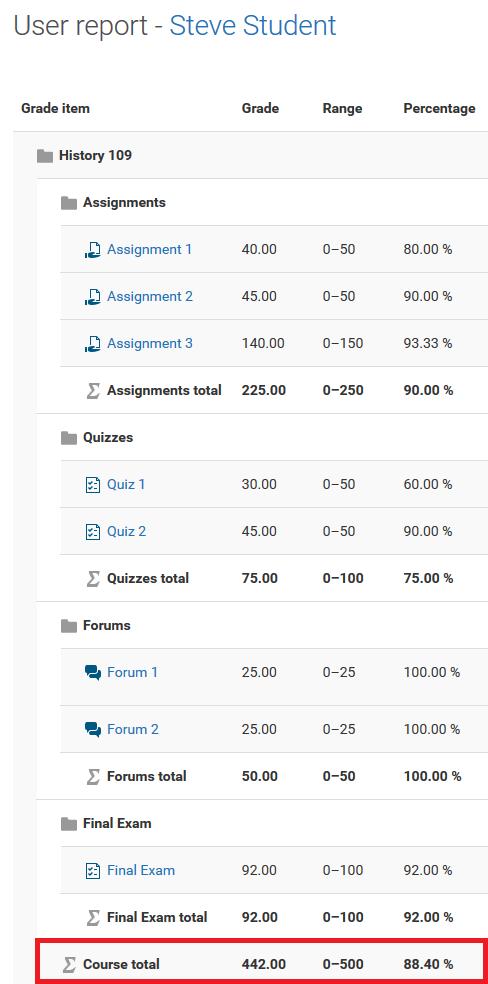 User report - Steve Student
Grade item Grade Range Percentage
History 109
Assignments
Assignment 1 40.00 0–50 80.00 %
Assignment 2 45.00 0–50 90.00 %
Assignment 3 140.00 0–150 93.33 %
Assignments total 225.00 0–250 90.00 %
Quizzes
Quiz 1 30.00 0–50 60.00 %
Quiz 2 45.00 0–50 90.00 %
Quizzes total 75.00 0–100 75.00 %
Forums
Forum 1 25.00 0–25 100.00 %
Forum 2 25.00 0–25 100.00 %
Forums total 50.00 0–50 100.00 %
Final Exam
Final Exam 92.00 0–100 92.00 %
Final Exam total 92.00 0–100 92.00 %
Course total 442.00 0–500 88.40 %